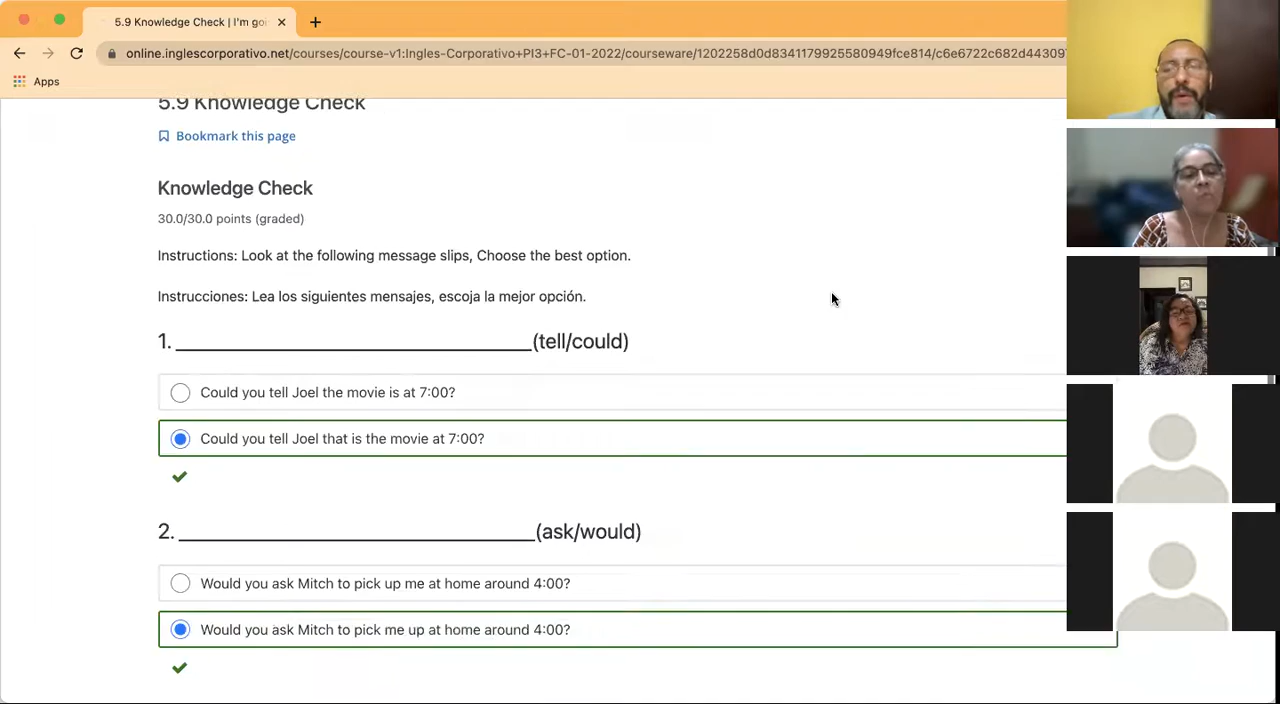 5.9 Knowledge Check | I'm goi
online.inglescorporativo.net/courses/course-v1:Ingles-Corporativo+PI3+FC-01-2022/courseware/1202258d0d8341179925580949fce814/c6e6722c682d44309
Apps
5.9 Knowledge Check
Bookmark this page
Knowledge Check
30.0/30.0 points (graded)
Instructions: Look at the following message slips, Choose the best option.
Instrucciones: Lea los siguientes mensajes, escoja la mejor opción.
1. ________________________________(tell/could)
Could you tell Joel the movie is at 7:00?
Could you tell Joel that is the movie at 7:00?
2. ________________________________(ask/would)
Would you ask Mitch to pick up me at home around 4:00?
Would you ask Mitch to pick me up at home around 4:00?